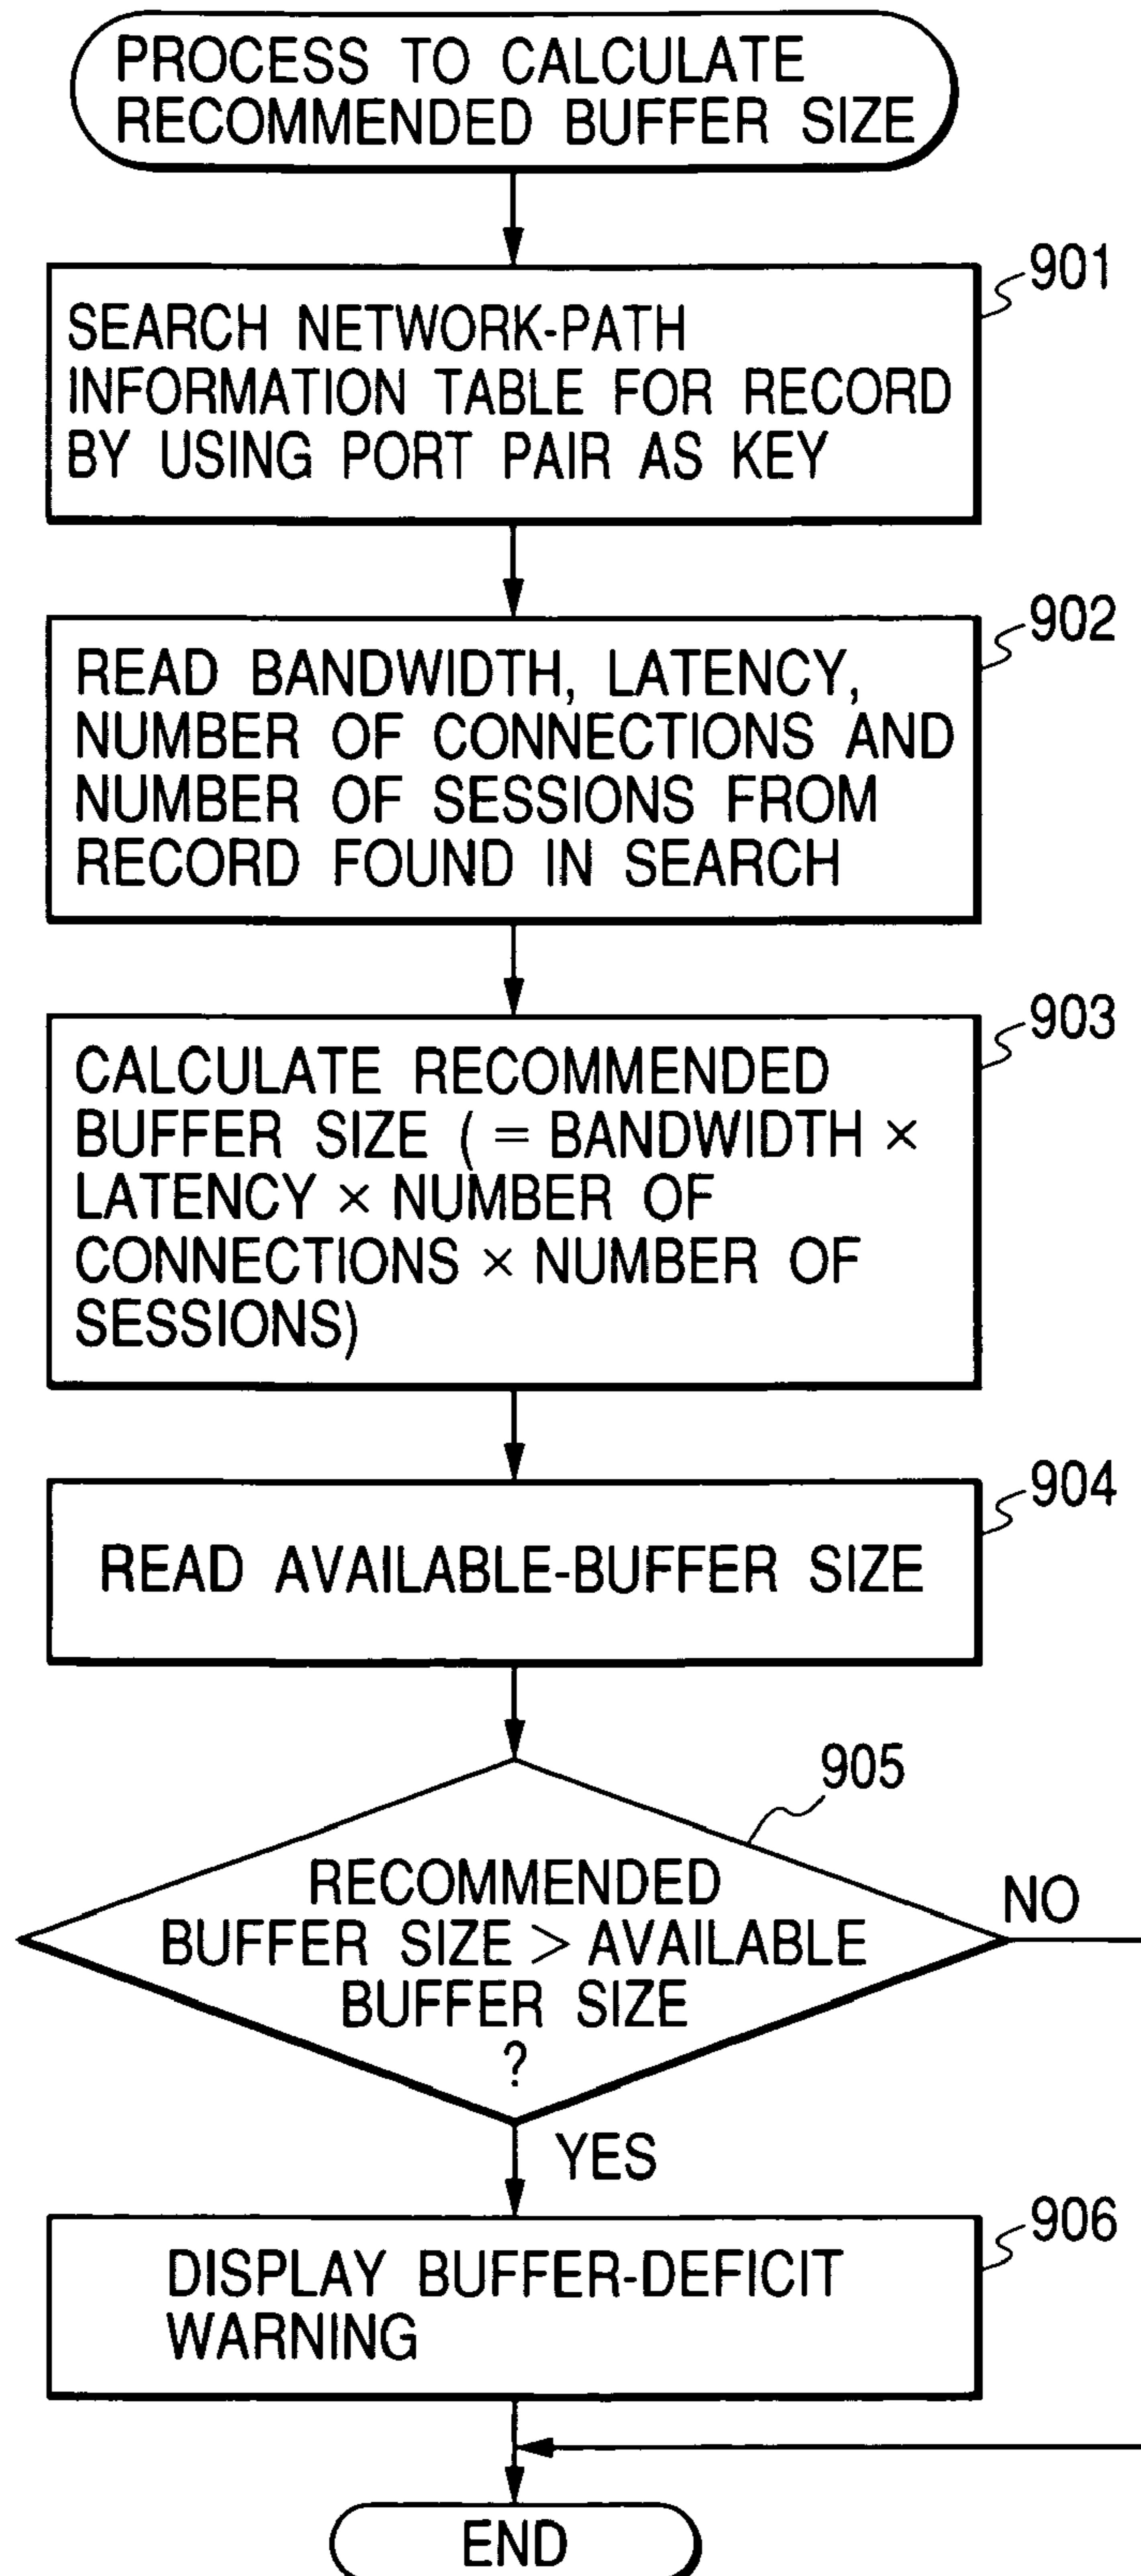 PROCESS TO CALCULATE
RECOMMENDED BUFFER SIZE
901
SEARCH NETWORK-PATH
INFORMATION TABLE FOR RECORD
BY USING PORT PAIR AS KEY
902
READ BANDWIDTH, LATENCY,
NUMBER OF CONNECTIONS AND
NUMBER OF SESSIONS FROM
RECORD FOUND IN SEARCH
903
CALCULATE RECOMMENDED
BUFFER SIZE ( = BANDWIDTH ×
LATENCY × NUMBER OF
CONNECTIONS × NUMBER OF
SESSIONS)
904
READ AVAILABLE-BUFFER SIZE
905
RECOMMENDED
BUFFER SIZE > AVAILABLE
BUFFER SIZE
?
NO
YES
906
DISPLAY BUFFER-DEFICIT
WARNING
END